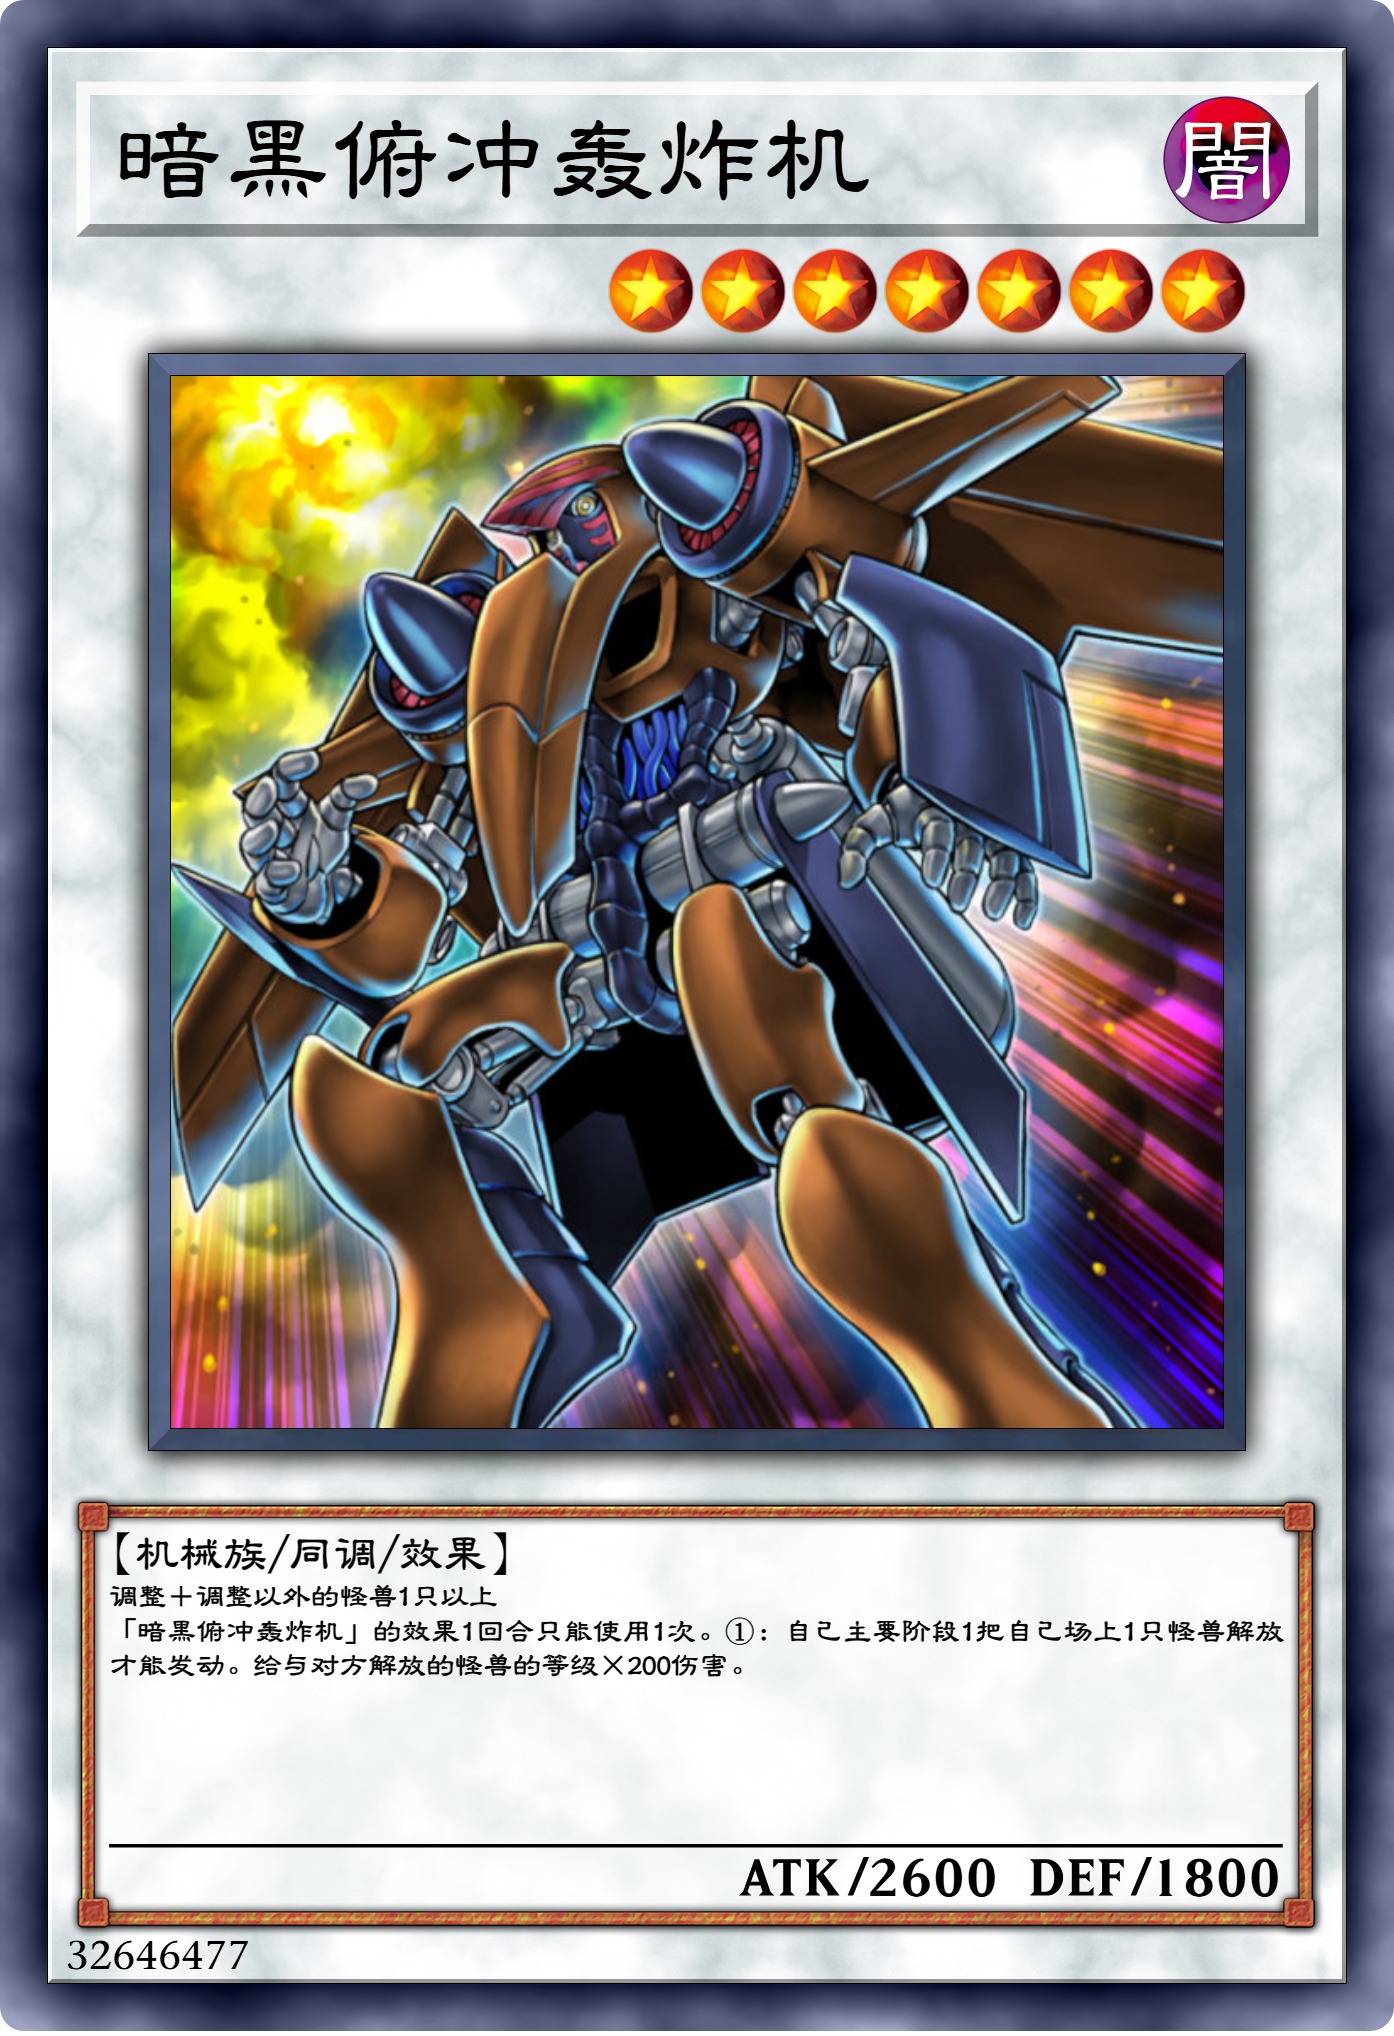 暗黑俯冲轰炸机
闇
【机械族/同调/效果】
调整＋调整以外的怪兽1只以上
「暗黑俯冲轰炸机」的效果1回合只能使用1次。①：自己主要阶段1把自己场上1只怪兽解放
才能发动。给与对方解放的怪兽的等级×200伤害。
ATK/2600 DEF/1800
32646477